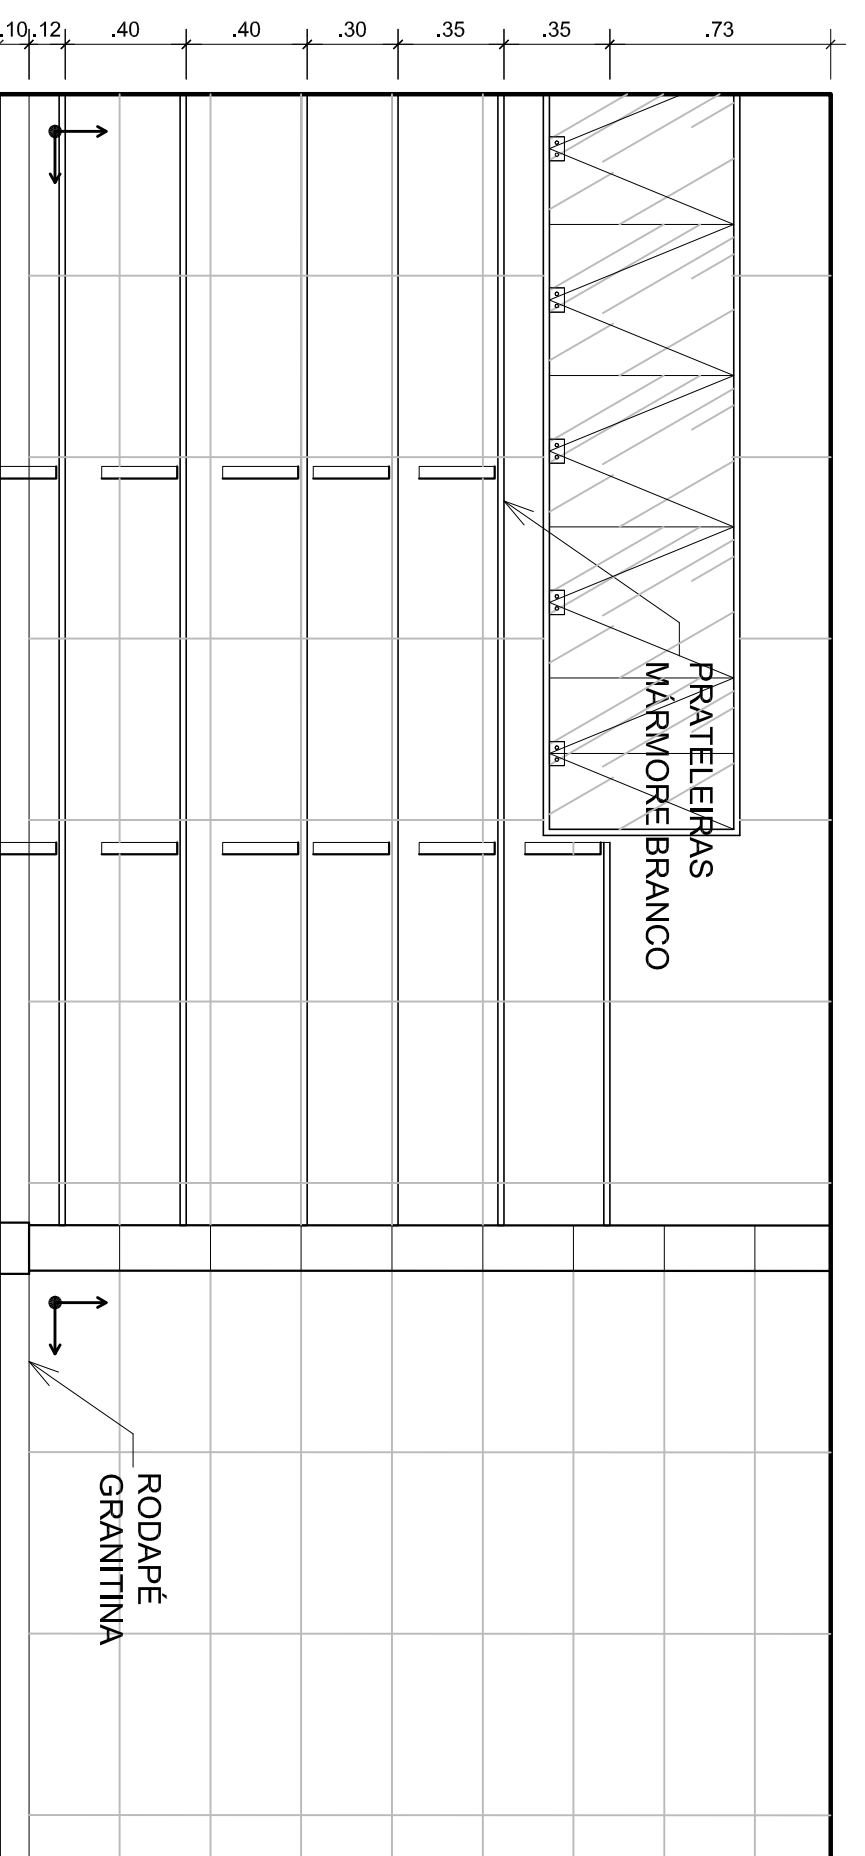 .10
.12
.40
.40
.30
.35
.35
.73
PRATELEIRAS
MÁRMORE BRANCO
RODAPÉ
GRANITINA